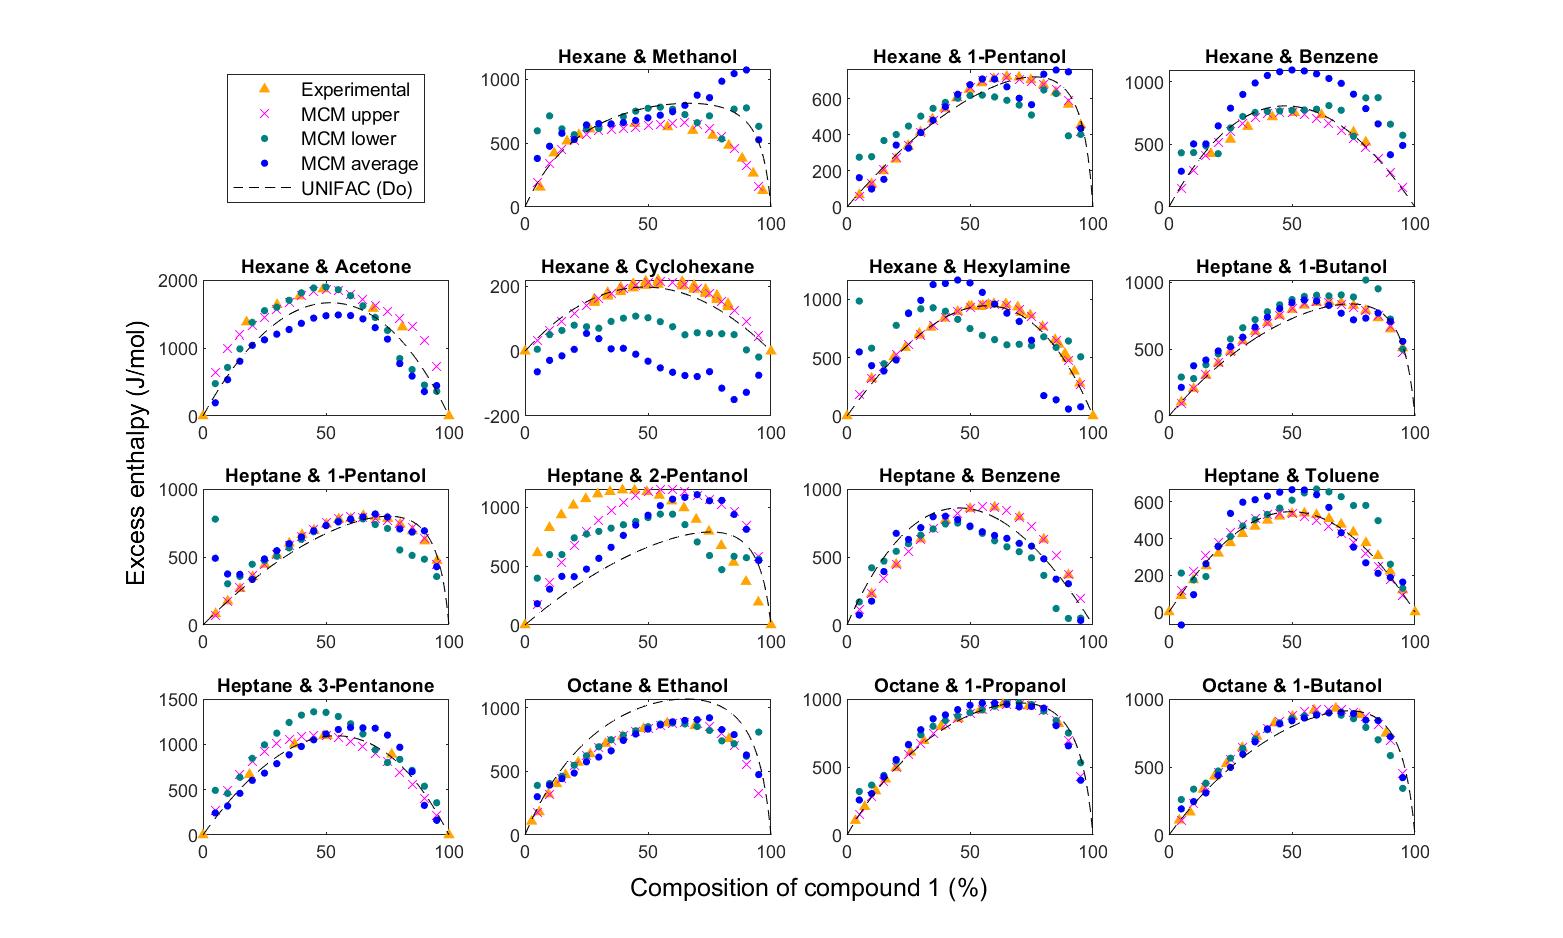 Experimental
MCM upper
MCM lower
MCM average
UNIFAC (Do)
Hexane & Methanol
1000
500
0
0 50 100
Hexane & 1-Pentanol
600
400
200
0
0 50 100
Hexane & Benzene
1000
500
0
0 50 100
Hexane & Acetone
2000
1000
0
0 50 100
Hexane & Cyclohexane
200
0
-200
0 50 100
Hexane & Hexylamine
1000
500
0
0 50 100
Heptane & 1-Butanol
1000
500
0
0 50 100
Excess enthalpy (J/mol)
Heptane & 1-Pentanol
1000
500
0
0 50 100
Heptane & 2-Pentanol
1000
500
0
0 50 100
Heptane & Benzene
1000
500
0
0 50 100
Heptane & Toluene
600
400
200
0
0 50 100
Heptane & 3-Pentanone
1500
1000
500
0
0 50 100
Octane & Ethanol
1000
500
0
0 50 100
Octane & 1-Propanol
1000
500
0
0 50 100
Octane & 1-Butanol
1000
500
0
0 50 100
Composition of compound 1 (%)